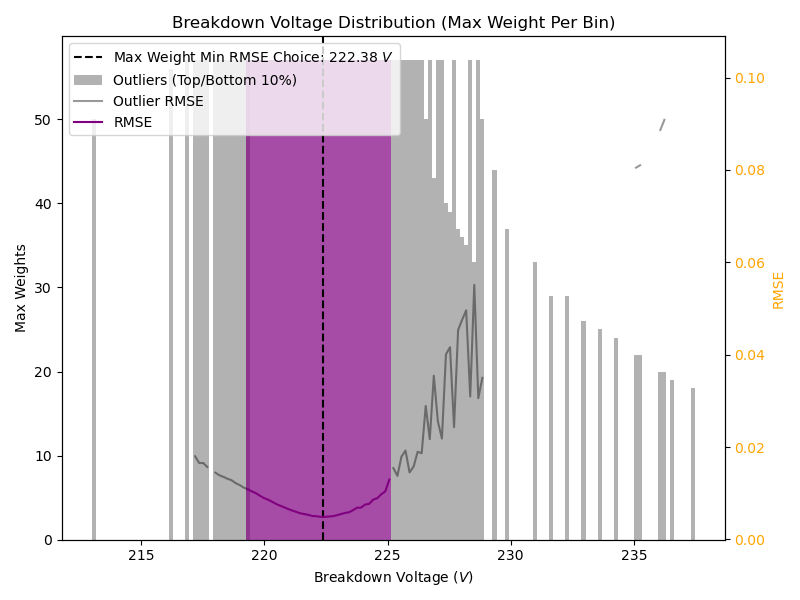 Breakdown Voltage Distribution (Max Weight Per Bin)
Max Weight Min RMSE Choice: 222.38 V
Outliers (Top/Bottom 10%)
Outlier RMSE
RMSE
Max Weights
0
10
20
30
40
50
215
220
225
230
235
Breakdown Voltage (V)
0.00
0.02
0.04
0.06
0.08
0.10
RMSE